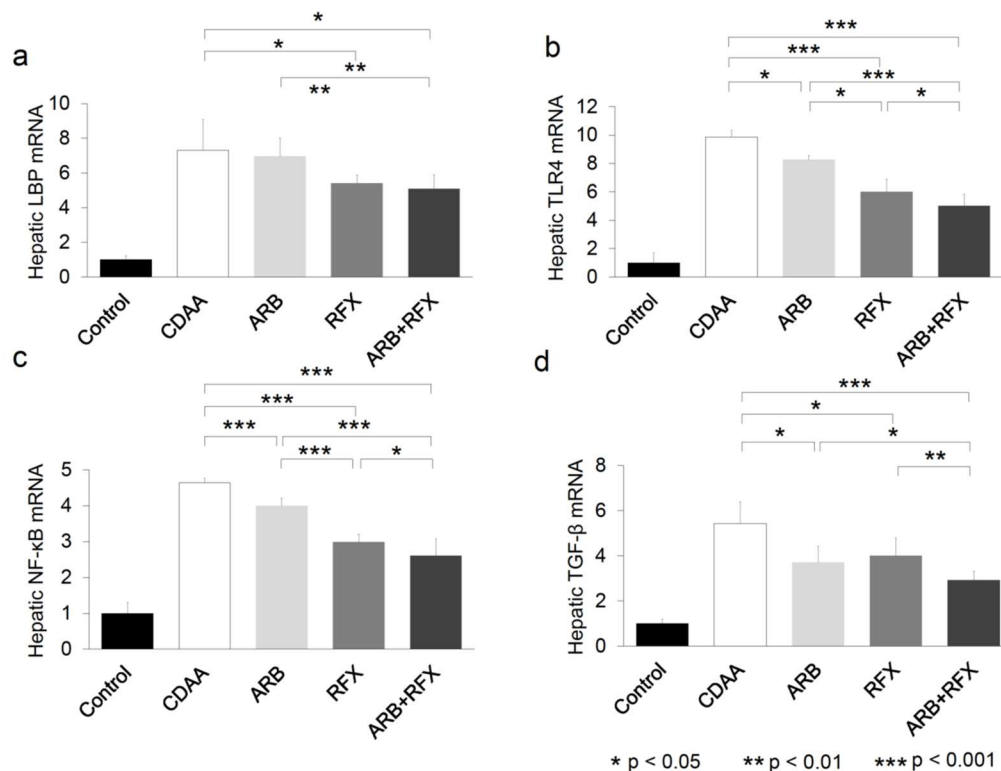 a
*
*
**
**
Hepatic LBP mRNA
10
8
6
4
2
0
Control
CDAA
ARB
RFX
ARB+RFX
b
***
***
* ***
* *
Hepatic TLR4 mRNA
12
10
8
6
4
2
0
Control
CDAA
ARB
RFX
ARB+RFX
c
***
***
*** ***
*** *
Hepatic NF-κB mRNA
5
4
3
2
1
0
Control
CDAA
ARB
RFX
ARB+RFX
d
***
*
* *
**
Hepatic TGF-β mRNA
8
6
4
2
0
Control
CDAA
ARB
RFX
ARB+RFX
* p < 0.05 ** p < 0.01 *** p < 0.001